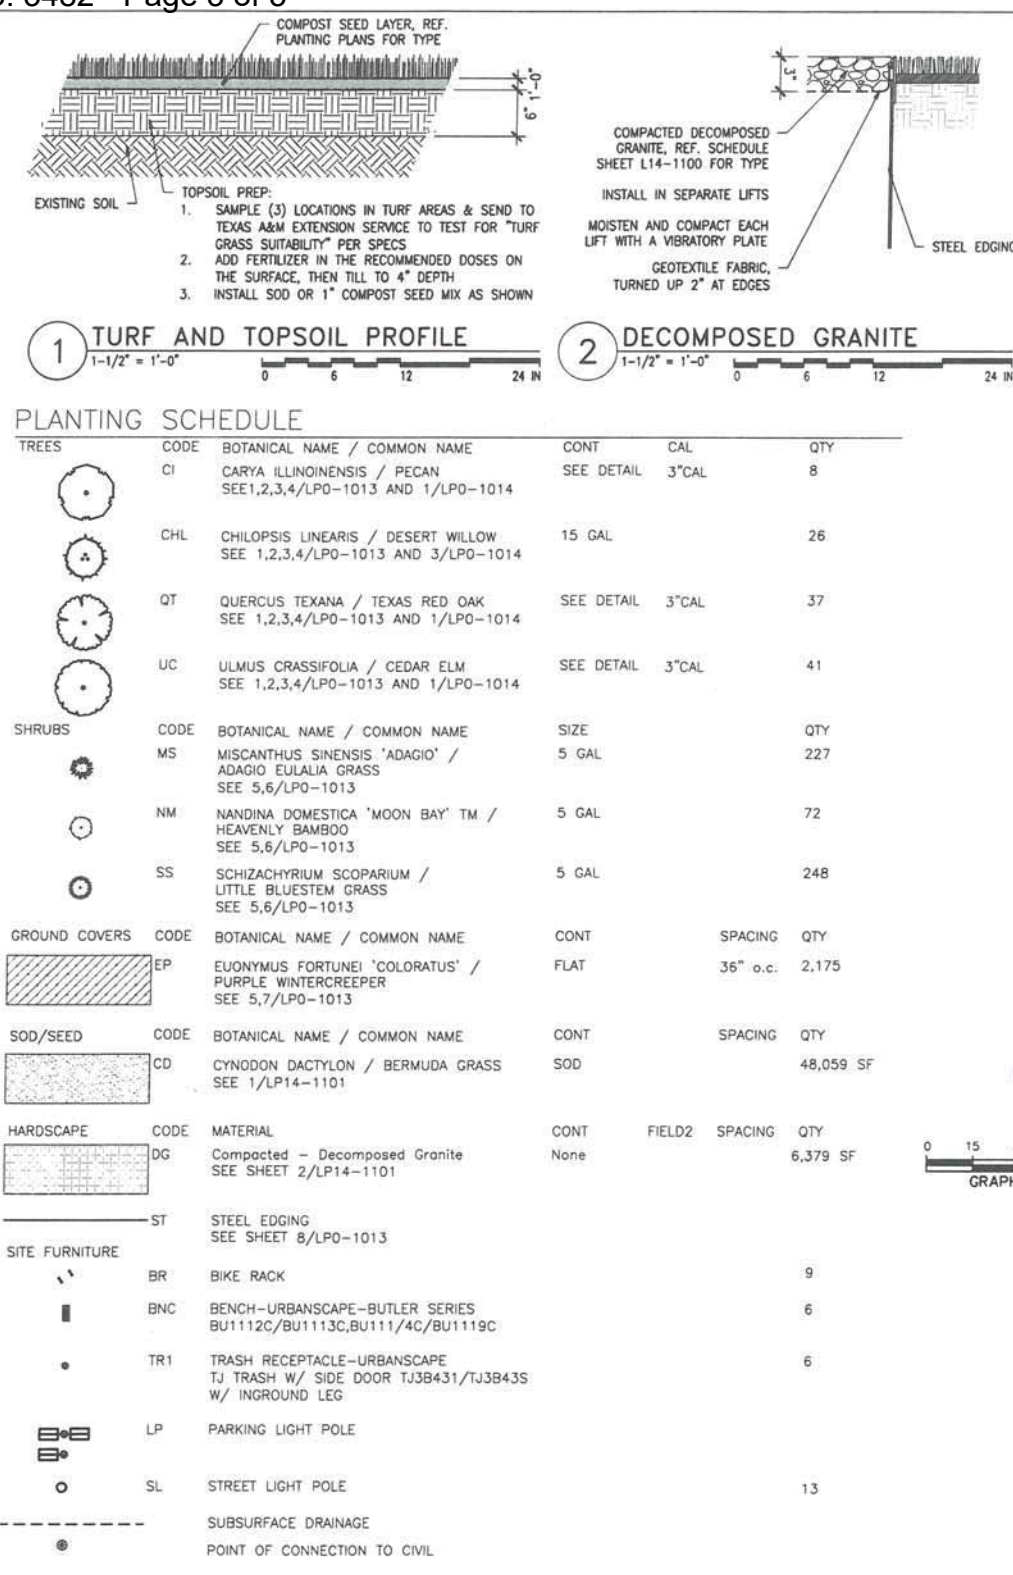 Page 3 of 3
COMPOST SEED LAYER, REF.
PLANTING PLANS FOR TYPE
6" 1'-0"
EXISTING SOIL
TOPSOIL PREP:
1. SAMPLE (3) LOCATIONS IN TURF AREAS & SEND TO
TEXAS A&M EXTENSION SERVICE TO TEST FOR "TURF
GRASS SUITABILITY" PER SPECS
2. ADD FERTILIZER IN THE RECOMMENDED DOSES ON
THE SURFACE, THEN TILL TO 4" DEPTH
3. INSTALL SOD OR 1" COMPOST SEED MIX AS SHOWN
3"
COMPACTED DECOMPOSED
GRANITE, REF. SCHEDULE
SHEET L14-1100 FOR TYPE
INSTALL IN SEPARATE LIFTS
MOISTEN AND COMPACT EACH
LIFT WITH A VIBRATORY PLATE
GEOTEXTILE FABRIC,
TURNED UP 2" AT EDGES
STEEL EDGING
1 TURF AND TOPSOIL PROFILE
1-1/2" = 1'-0"
0 6 12 24 IN
2 DECOMPOSED GRANITE
1-1/2" = 1'-0"
0 6 12 24 IN
PLANTING SCHEDULE
TREES CODE BOTANICAL NAME / COMMON NAME CONT CAL QTY
CI CARYA ILLINOINENSIS / PECAN SEE DETAIL 3"CAL 8
SEE1,2,3,4/LP0-1013 AND 1/LP0-1014
CHL CHILOPSIS LINEARIS / DESERT WILLOW 15 GAL 26
SEE 1,2,3,4/LP0-1013 AND 3/LP0-1014
QT QUERCUS TEXANA / TEXAS RED OAK SEE DETAIL 3"CAL 37
SEE 1,2,3,4/LP0-1013 AND 1/LP0-1014
UC ULMUS CRASSIFOLIA / CEDAR ELM SEE DETAIL 3"CAL 41
SEE 1,2,3,4/LP0-1013 AND 1/LP0-1014
SHRUBS CODE BOTANICAL NAME / COMMON NAME SIZE QTY
MS MISCANTHUS SINENSIS 'ADAGIO' / 5 GAL 227
ADAGIO EULALIA GRASS
SEE 5,6/LP0-1013
NM NANDINA DOMESTICA 'MOON BAY' TM / 5 GAL 72
HEAVENLY BAMBOO
SEE 5,6/LP0-1013
SS SCHIZACHYRIUM SCOPARIUM / 5 GAL 248
LITTLE BLUESTEM GRASS
SEE 5,6/LP0-1013
GROUND COVERS CODE BOTANICAL NAME / COMMON NAME CONT SPACING QTY
EP EUONYMUS FORTUNEI 'COLORATUS' / FLAT 36" o.c. 2,175
PURPLE WINTERCREEPER
SEE 5,7/LP0-1013
SOD/SEED CODE BOTANICAL NAME / COMMON NAME CONT SPACING QTY
CD CYNODON DACTYLON / BERMUDA GRASS SOD 48,059 SF
SEE 1/LP14-1101
HARDSCAPE CODE MATERIAL CONT FIELD2 SPACING QTY
DG Compacted - Decomposed Granite None 6,379 SF
SEE SHEET 2/LP14-1101
0 15
GRAPH
ST STEEL EDGING
SEE SHEET 8/LP0-1013
SITE FURNITURE
BR BIKE RACK 9
BNC BENCH-URBANSCAPE-BUTLER SERIES 6
BU1112C/BU1113C,BU111/4C/BU1119C
TR1 TRASH RECEPTACLE-URBANSCAPE 6
TJ TRASH W/ SIDE DOOR TJ3B431/TJ3B43S
W/ INGROUND LEG
LP PARKING LIGHT POLE
SL STREET LIGHT POLE 13
SUBSURFACE DRAINAGE
POINT OF CONNECTION TO CIVIL